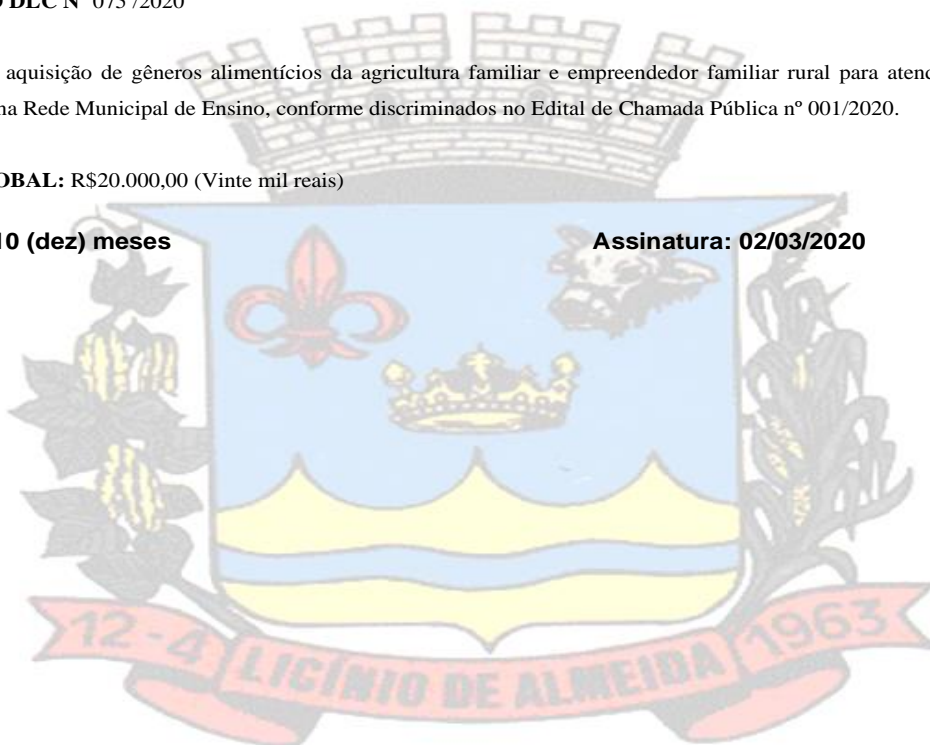 DLC Nº 075/2020
aquisição de gêneros alimentícios da agricultura familiar e empreendedor familiar rural para atend
na Rede Municipal de Ensino, conforme discriminados no Edital de Chamada Pública nº 001/2020.
OBAL: R$20.000,00 (Vinte mil reais)
10 (dez) meses Assinatura: 02/03/2020
12-4 LICÍNIO DE ALMEIDA 1963